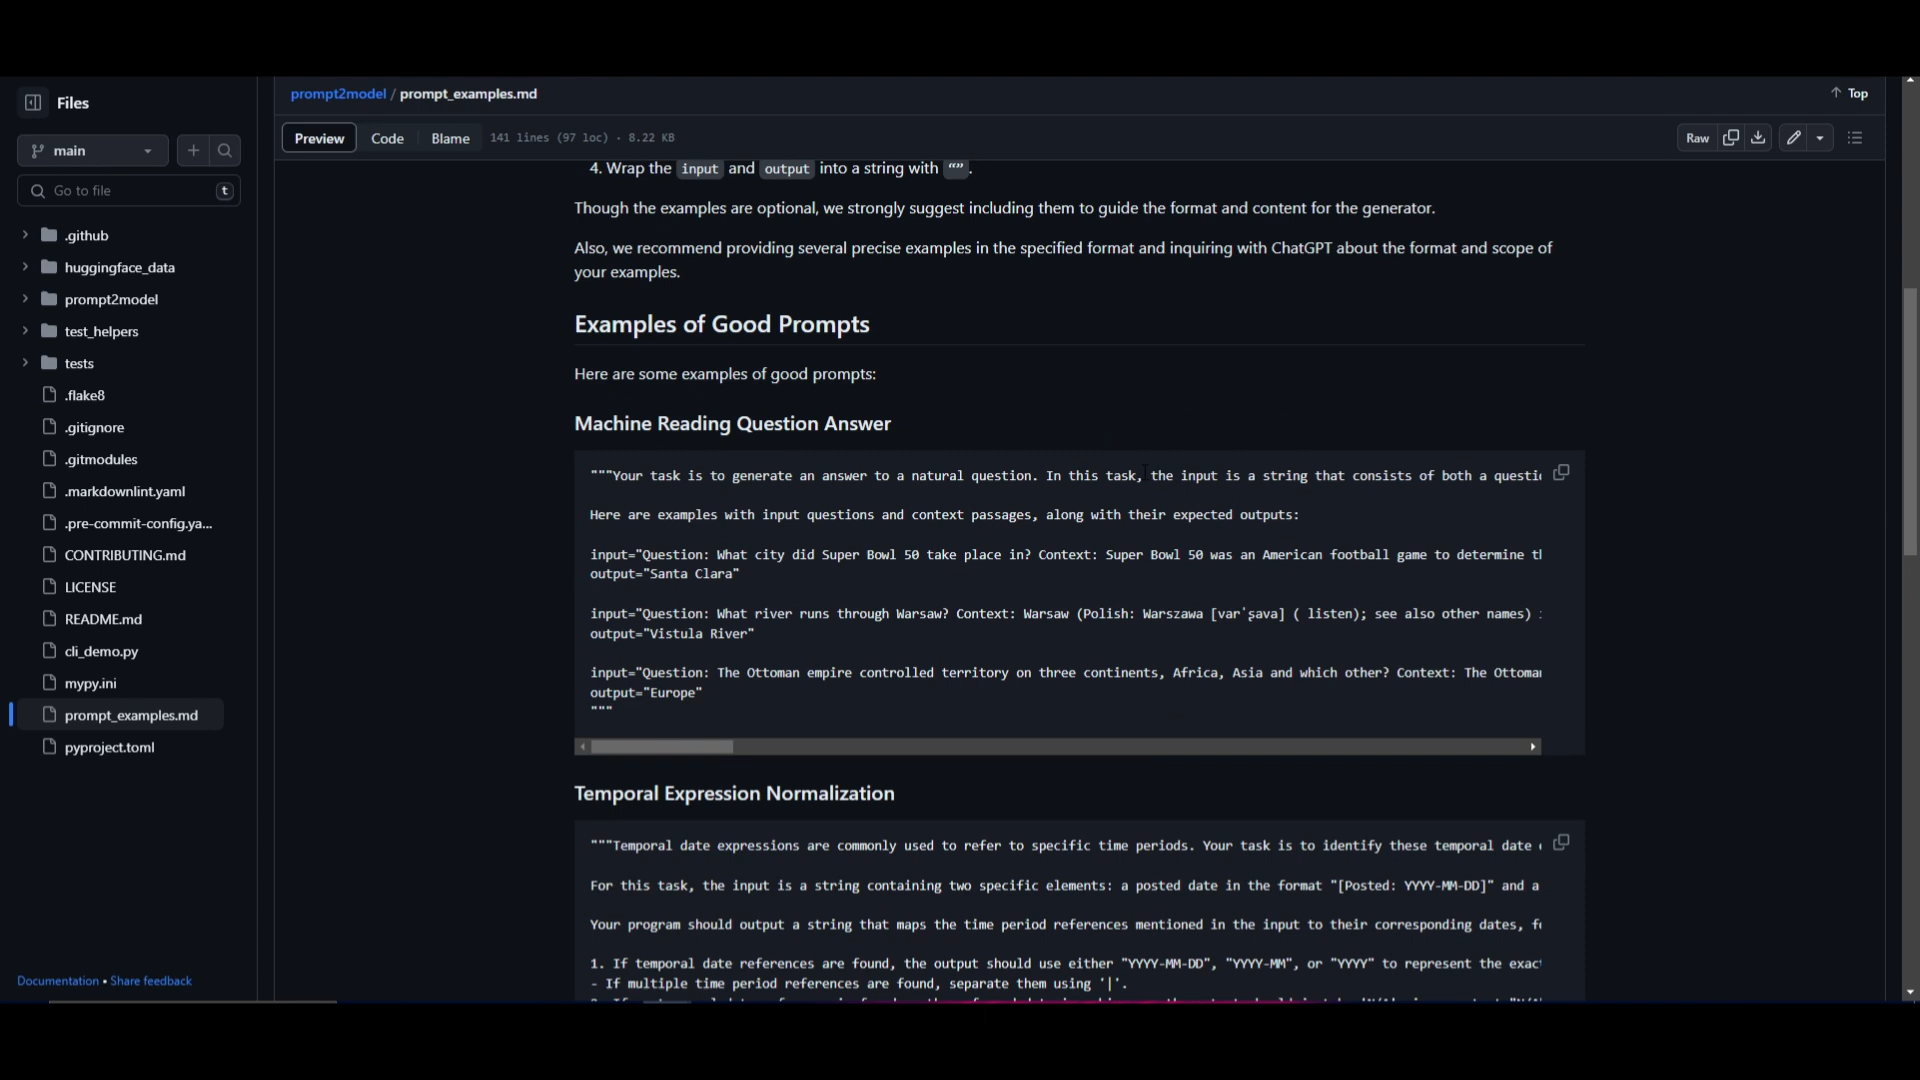 Files
main
Go to file
t
.github
huggingface_data
prompt2model
test_helpers
tests
.flake8
.gitignore
.gitmodules
.markdownlint.yaml
.pre-commit-config.ya...
CONTRIBUTING.md
LICENSE
README.md
cli_demo.py
mypy.ini
prompt_examples.md
pyproject.toml
Documentation • Share feedback
prompt2model / prompt_examples.md
Top
Preview Code Blame 141 lines (97 loc) · 8.22 KB
Raw
4. Wrap the input and output into a string with “”.
Though the examples are optional, we strongly suggest including them to guide the format and content for the generator.
Also, we recommend providing several precise examples in the specified format and inquiring with ChatGPT about the format and scope of
your examples.
Examples of Good Prompts
Here are some examples of good prompts:
Machine Reading Question Answer
"""Your task is to generate an answer to a natural question. In this task, the input is a string that consists of both a questi
Here are examples with input questions and context passages, along with their expected outputs:
input="Question: What city did Super Bowl 50 take place in? Context: Super Bowl 50 was an American football game to determine t
output="Santa Clara"
input="Question: What river runs through Warsaw? Context: Warsaw (Polish: Warszawa [varˈʂava] ( listen); see also other names)
output="Vistula River"
input="Question: The Ottoman empire controlled territory on three continents, Africa, Asia and which other? Context: The Ottoma
output="Europe"
"""
Temporal Expression Normalization
"""Temporal date expressions are commonly used to refer to specific time periods. Your task is to identify these temporal date
For this task, the input is a string containing two specific elements: a posted date in the format "[Posted: YYYY-MM-DD]" and a
Your program should output a string that maps the time period references mentioned in the input to their corresponding dates, f
1. If temporal date references are found, the output should use either "YYYY-MM-DD", "YYYY-MM", or "YYYY" to represent the exac
- If multiple time period references are found, separate them using '|'.